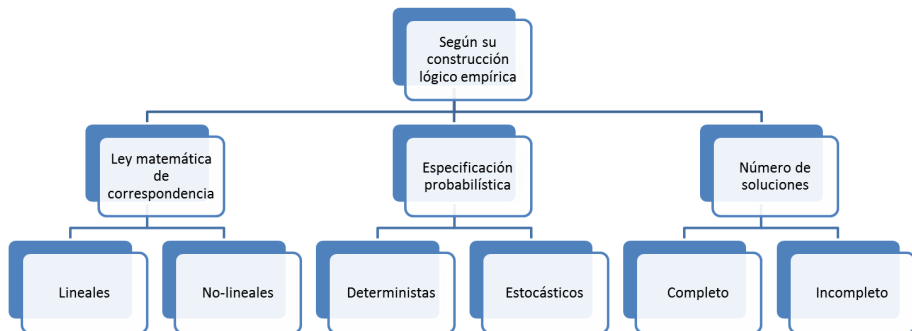 Según su
construcción
lógico empírica
Ley matemática
de
correspondencia
Especificación
probabilística
Número de
soluciones
Lineales
No-lineales
Deterministas
Estocásticos
Completo
Incompleto